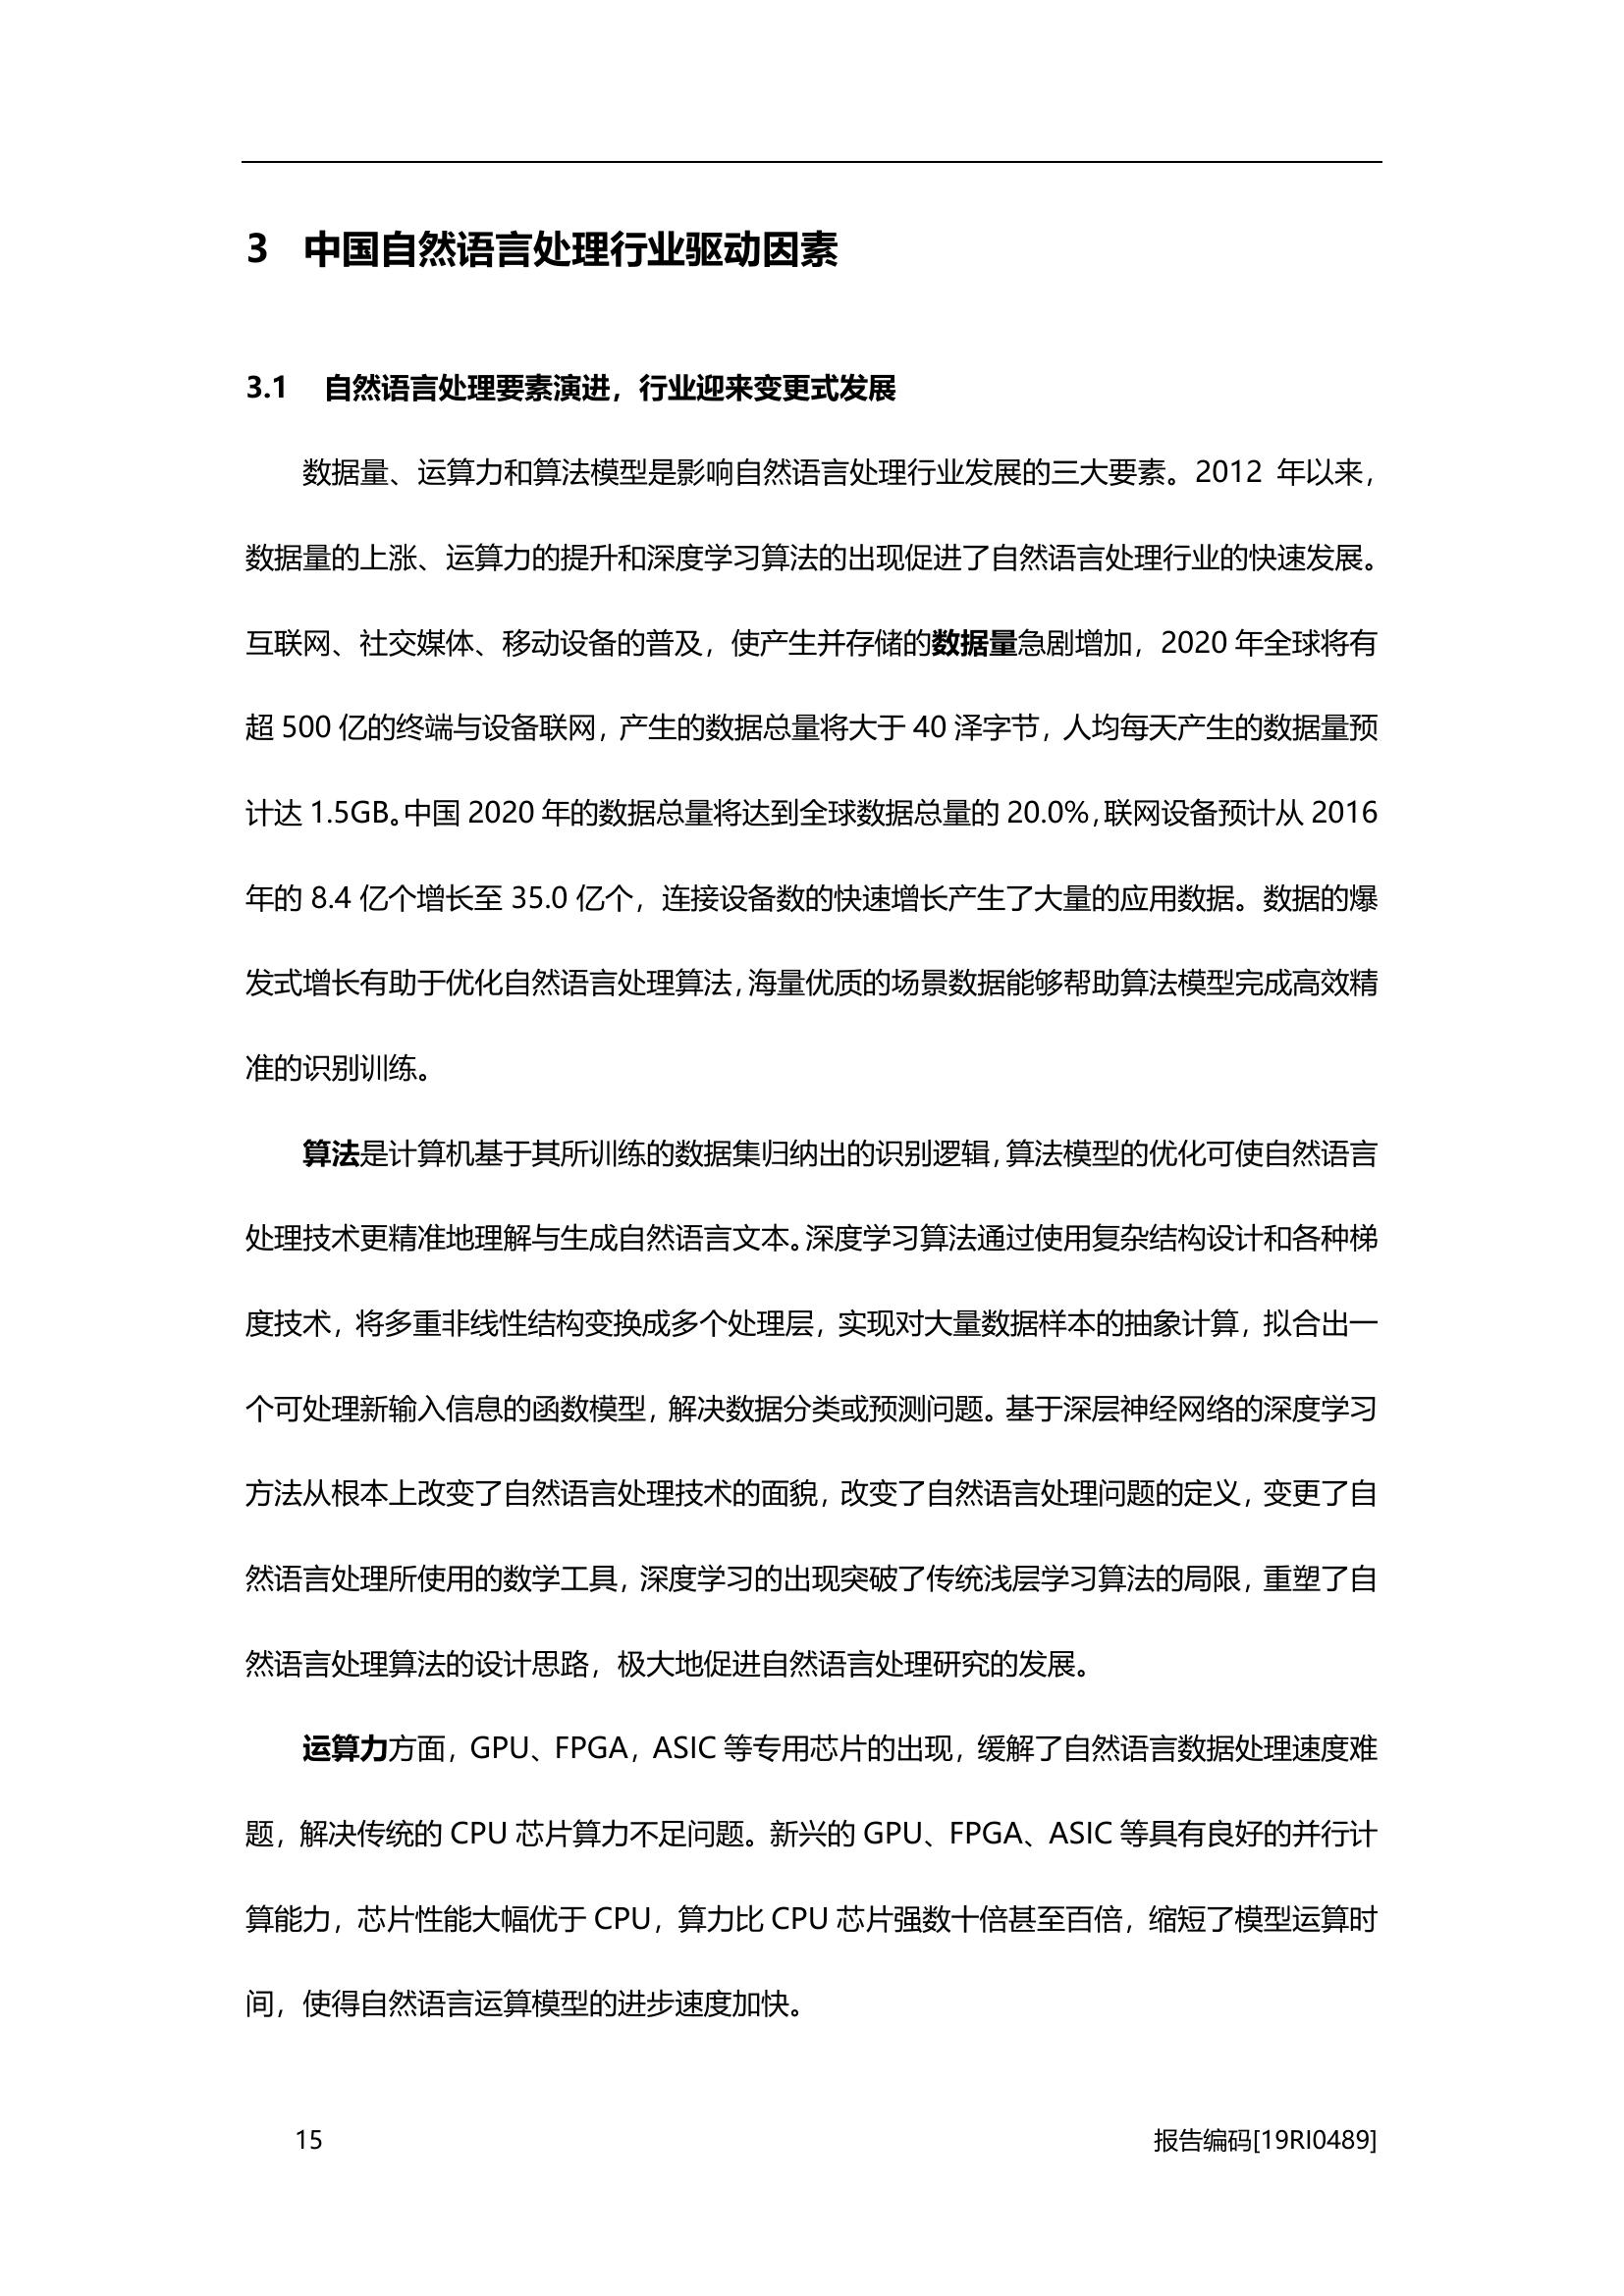 3 中国自然语言处理行业驱动因素
3.1 自然语言处理要素演进，行业迎来变更式发展
数据量、运算力和算法模型是影响自然语言处理行业发展的三大要素。2012 年以来，
数据量的上涨、运算力的提升和深度学习算法的出现促进了自然语言处理行业的快速发展。
互联网、社交媒体、移动设备的普及，使产生并存储的数据量急剧增加，2020 年全球将有
超 500 亿的终端与设备联网，产生的数据总量将大于 40 泽字节，人均每天产生的数据量预
计达 1.5GB。中国 2020 年的数据总量将达到全球数据总量的 20.0%，联网设备预计从 2016
年的 8.4 亿个增长至 35.0 亿个，连接设备数的快速增长产生了大量的应用数据。数据的爆
发式增长有助于优化自然语言处理算法，海量优质的场景数据能够帮助算法模型完成高效精
准的识别训练。
算法是计算机基于其所训练的数据集归纳出的识别逻辑，算法模型的优化可使自然语言
处理技术更精准地理解与生成自然语言文本。深度学习算法通过使用复杂结构设计和各种梯
度技术，将多重非线性结构变换成多个处理层，实现对大量数据样本的抽象计算，拟合出一
个可处理新输入信息的函数模型，解决数据分类或预测问题。基于深层神经网络的深度学习
方法从根本上改变了自然语言处理技术的面貌，改变了自然语言处理问题的定义，变更了自
然语言处理所使用的数学工具，深度学习的出现突破了传统浅层学习算法的局限，重塑了自
然语言处理算法的设计思路，极大地促进自然语言处理研究的发展。
运算力方面，GPU、FPGA，ASIC 等专用芯片的出现，缓解了自然语言数据处理速度难
题，解决传统的 CPU 芯片算力不足问题。新兴的 GPU、FPGA、ASIC 等具有良好的并行计
算能力，芯片性能大幅优于 CPU，算力比 CPU 芯片强数十倍甚至百倍，缩短了模型运算时
间，使得自然语言运算模型的进步速度加快。
15 报告编码[19RI0489]